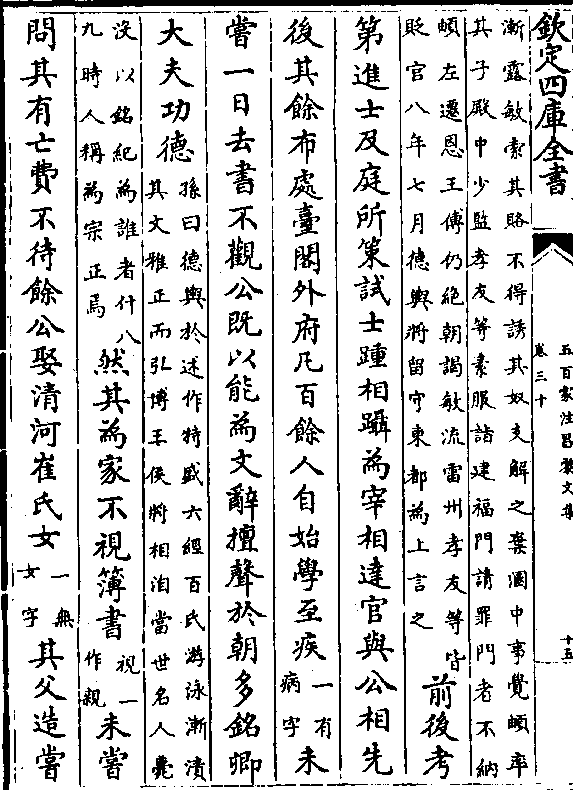 欽定四庫全書
五百家注昌黎文集
卷三十
十五
漸露敏索其賂不得誘其奴支解之棄溷中事覺頔率
其子殿中少監孝友等素服詣建福門請罪門者不納
頔左遷恩王傅仍絶朝謁敏流雷州孝友等皆
貶官八年七月德輿將留守東都為上言之
前後考
第進士及庭所策試士踵相躡為宰相達官與公相先
後其餘布處臺閣外府凡百餘人自始學至疾
一有
病字
未
嘗一日去書不觀公既以能為文辭擅聲於朝多銘卿
大夫功德
孫曰德輿於述作特盛六經百氏游泳漸漬
其文雅正而弘博王侯將相洎當世名人薨
沒以銘紀為誰者什八
九時人稱為宗正焉
然其為家不視簿書
視一
作親
未嘗
問其有亡費不待餘公娶清河崔氏女
一無
女字
其父造嘗